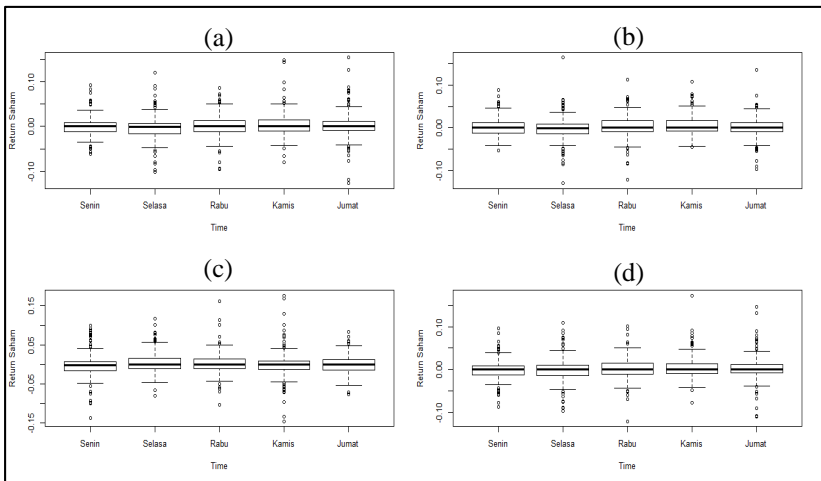 (a)
Return Saham
0.10
0.00
-0.10
Senin Selasa Rabu Kamis Jumat
Time
(b)
Return Saham
0.10
0.00
-0.10
Senin Selasa Rabu Kamis Jumat
Time
(c)
Return Saham
0.15
0.05
-0.05
-0.15
Senin Selasa Rabu Kamis Jumat
Time
(d)
Return Saham
0.10
0.00
-0.10
Senin Selasa Rabu Kamis Jumat
Time